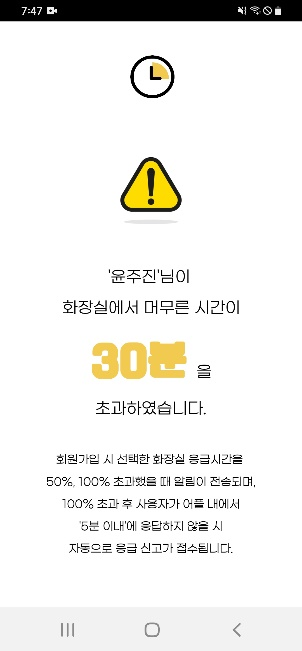 7:47
'윤주진'님이
화장실에서 머무른 시간이
30분 을
초과하였습니다.
회원가입 시 선택한 화장실 응급시간을
50%, 100% 초과했을 때 알림이 전송되며,
100% 초과 후 사용자가 어플 내에서
'5분 이내'에 응답하지 않을 시
자동으로 응급 신고가 접수됩니다.